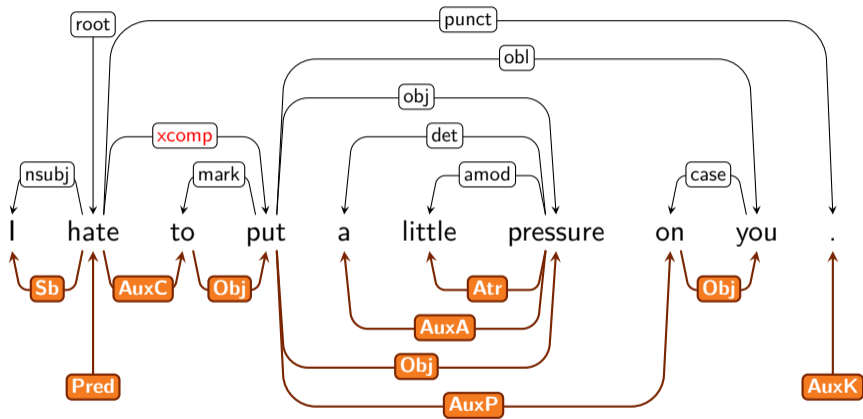 root
punct
obl
obj
xcomp
det
nsubj
mark
amod
case
I hate to put a little pressure on you .
Sb
AuxC
Obj
Atr
Obj
AuxA
Obj
Pred
AuxK
AuxP